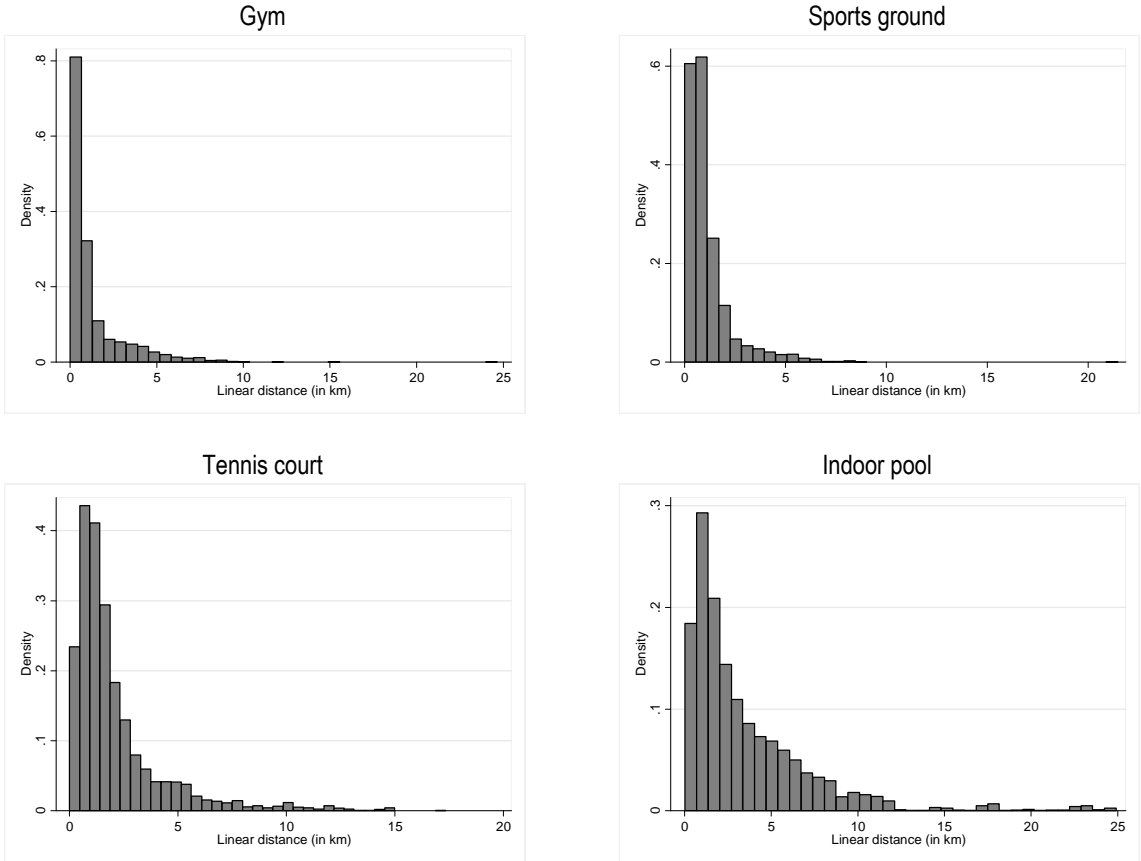 Gym
.8
.6
.4
.2
0
Density
0 5 10 15 20 25
Linear distance (in km)
Sports ground
.6
.4
.2
0
Density
0 5 10 15 20
Linear distance (in km)
Tennis court
.4
.3
.2
.1
0
Density
0 5 10 15 20
Linear distance (in km)
Indoor pool
.3
.2
.1
0
Density
0 5 10 15 20 25
Linear distance (in km)